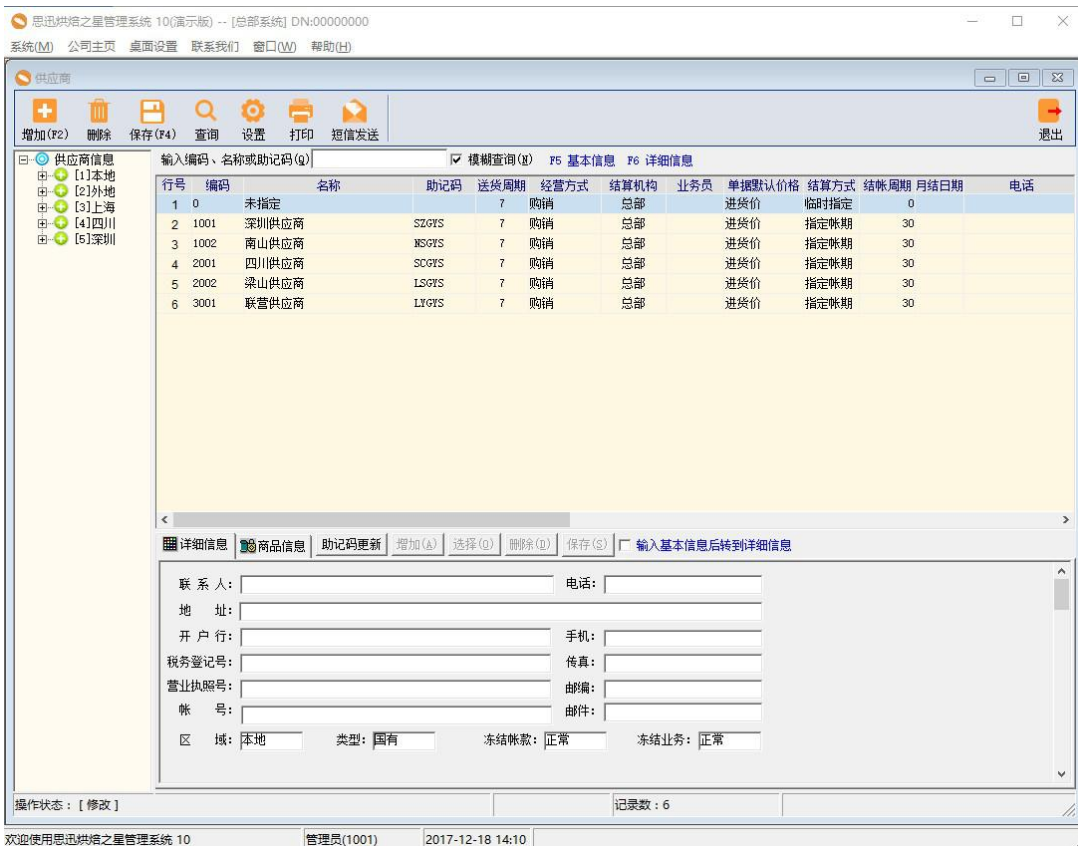 思迅烘焙之星管理系统 10(演示版) -- [总部系统] DN:00000000
系统(M) 公司主页 桌面设置 联系我们 窗口(W) 帮助(H)
供应商
增加(F2) 删除 保存(F4) 查询 设置 打印 短信发送 退出
供应商信息
[1]本地
[2]外地
[3]上海
[4]四川
[5]深圳
输入编码、名称或助记码(Q) 模糊查询(N) F5 基本信息 F6 详细信息
行号 编码 名称 助记码 送货周期 经营方式 结算机构 业务员 单据默认价格 结算方式 结帐周期 月结日期 电话
1 0 未指定 7 购销 总部 进货价 临时指定 0
2 1001 深圳供应商 SZGYS 7 购销 总部 进货价 指定帐期 30
3 1002 南山供应商 NSGYS 7 购销 总部 进货价 指定帐期 30
4 2001 四川供应商 SCGYS 7 购销 总部 进货价 指定帐期 30
5 2002 梁山供应商 LSGYS 7 购销 总部 进货价 指定帐期 30
6 3001 联营供应商 LYGYS 7 购销 总部 进货价 指定帐期 30
详细信息 商品信息 助记码更新 增加(A) 选择(O) 删除(D) 保存(S) 输入基本信息后转到详细信息
联 系 人: 电话:
地 址:
开 户 行: 手机:
税务登记号: 传真:
营业执照号: 邮编:
帐 号: 邮件:
区 域: 本地 类型: 国有 冻结帐款: 正常 冻结业务: 正常
操作状态: [ 修改 ] 记录数:6
欢迎使用思迅烘焙之星管理系统 10 管理员(1001) 2017-12-18 14:10